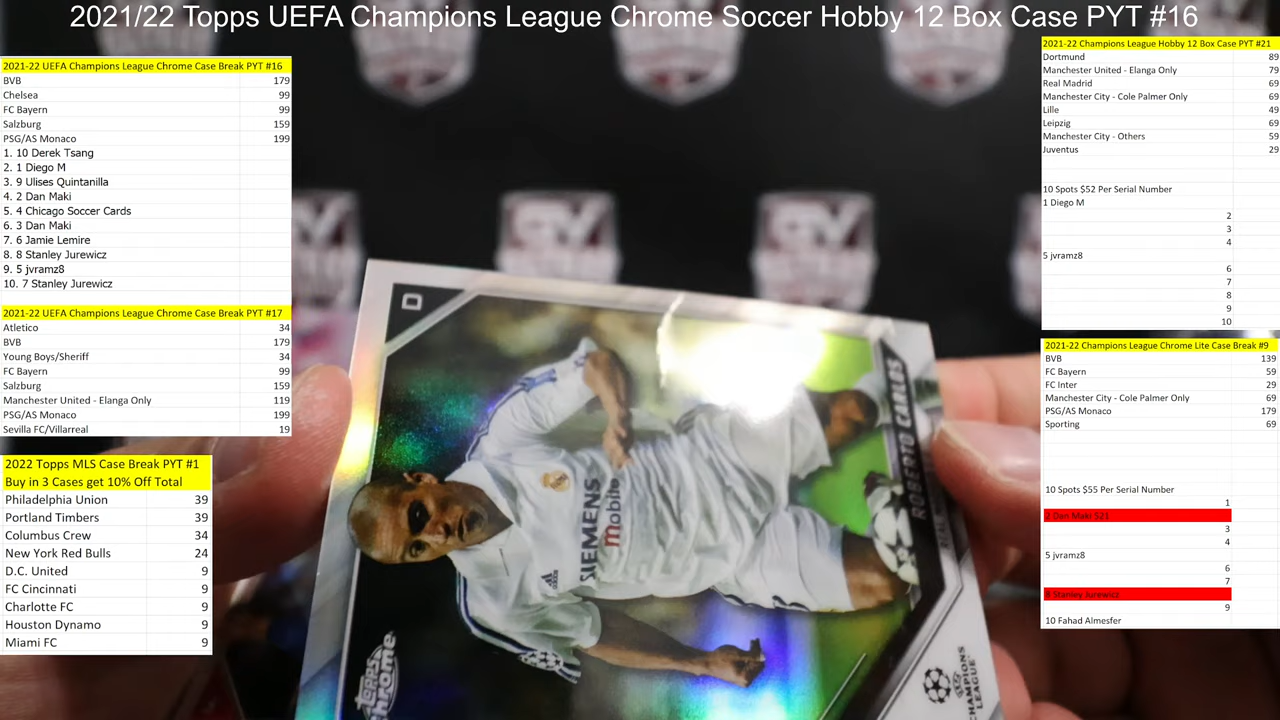 2021/22 Topps UEFA Champions League Chrome Soccer Hobby 12 Box Case PYT #16
2021-22 UEFA Champions League Chrome Case Break PYT #16
BVB 179
Chelsea 99
FC Bayern 99
Salzburg 159
PSG/AS Monaco 199
1. 10 Derek Tsang
2. 1 Diego M
3. 9 Ulises Quintanilla
4. 2 Dan Maki
5. 4 Chicago Soccer Cards
6. 3 Dan Maki
7. 6 Jamie Lemire
8. 8 Stanley Jurewicz
9. 5 jvramz8
10. 7 Stanley Jurewicz
2021-22 UEFA Champions League Chrome Case Break PYT #17
Atletico 34
BVB 179
Young Boys/Sheriff 34
FC Bayern 99
Salzburg 159
Manchester United - Elanga Only 119
PSG/AS Monaco 199
Sevilla FC/Villarreal 19
2022 Topps MLS Case Break PYT #1
Buy in 3 Cases get 10% Off Total
Philadelphia Union 39
Portland Timbers 39
Columbus Crew 34
New York Red Bulls 24
D.C. United 9
FC Cincinnati 9
Charlotte FC 9
Houston Dynamo 9
Miami FC 9
D
ROBERTO CARLOS
SIEMENS
mobile
adidas
Topps
Chrome
UEFA
CHAMPIONS
LEAGUE
2021-22 Champions League Hobby 12 Box Case PYT #21
Dortmund 89
Manchester United - Elanga Only 79
Real Madrid 69
Manchester City - Cole Palmer Only 69
Lille 49
Leipzig 69
Manchester City - Others 59
Juventus 29
10 Spots $52 Per Serial Number
1 Diego M
2
3
4
5 jvramz8
6
7
8
9
10
2021-22 Champions League Chrome Lite Case Break #9
BVB 139
FC Bayern 59
FC Inter 29
Manchester City - Cole Palmer Only 69
PSG/AS Monaco 179
Sporting 69
10 Spots $55 Per Serial Number
1
2 Dan Maki 521
3
4
5 jvramz8
6
7
8 Stanley Jurewicz
9
10 Fahad Almesfer